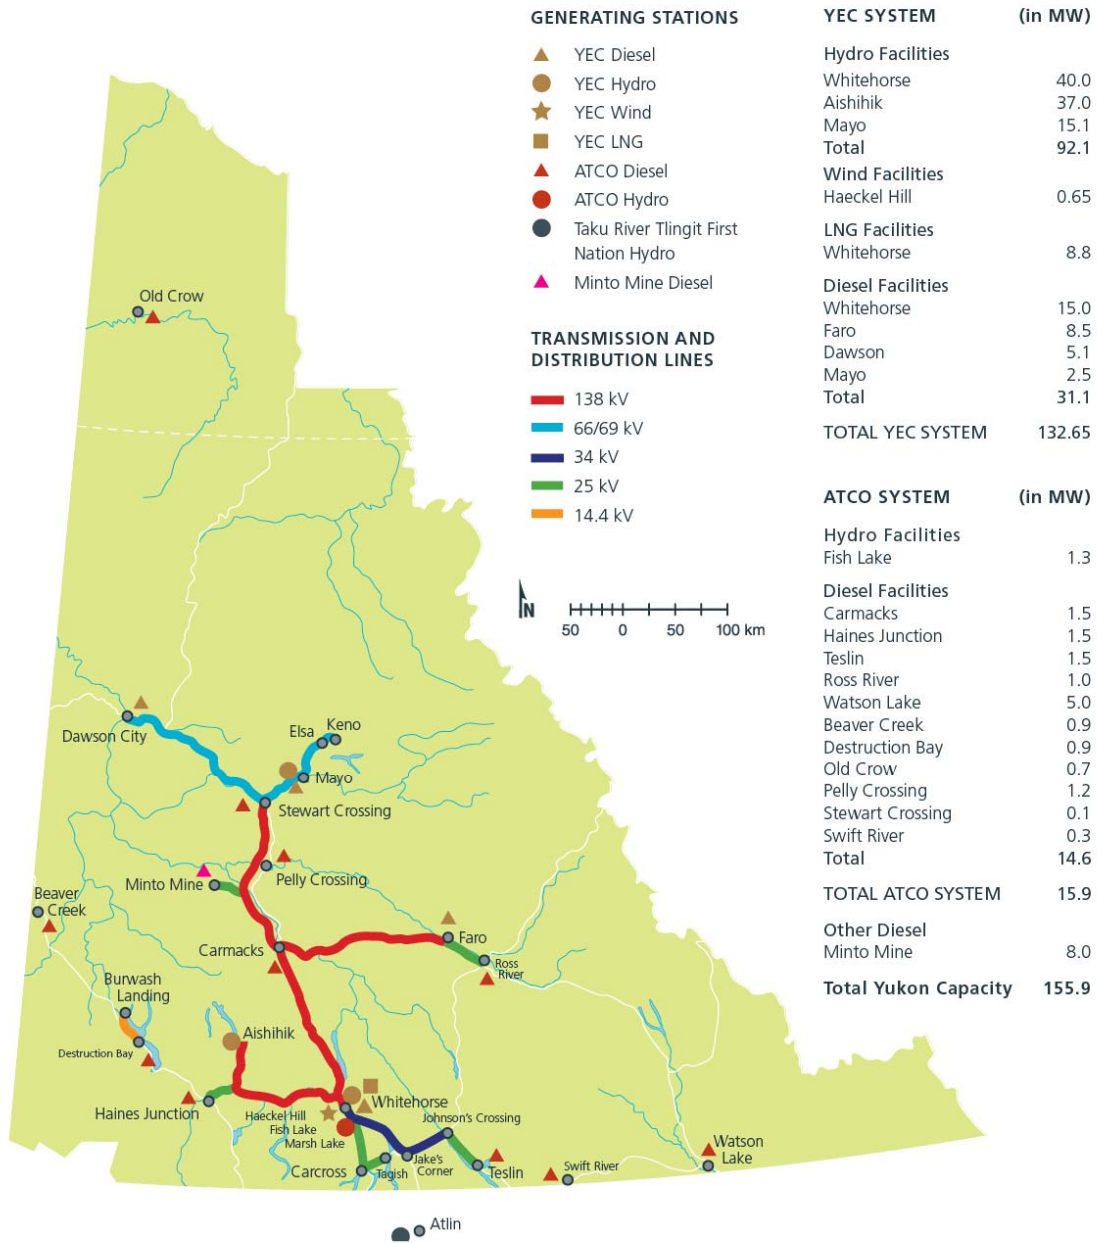 GENERATING STATIONS
YEC Diesel
YEC Hydro
YEC Wind
YEC LNG
ATCO Diesel
ATCO Hydro
Taku River Tlingit First
Nation Hydro
Minto Mine Diesel
TRANSMISSION AND
DISTRIBUTION LINES
138 kV
66/69 kV
34 kV
25 kV
14.4 kV
N
50 0 50 100 km
YEC SYSTEM (in MW)
Hydro Facilities
Whitehorse 40.0
Aishihik 37.0
Mayo 15.1
Total 92.1
Wind Facilities
Haeckel Hill 0.65
LNG Facilities
Whitehorse 8.8
Diesel Facilities
Whitehorse 15.0
Faro 8.5
Dawson 5.1
Mayo 2.5
Total 31.1
TOTAL YEC SYSTEM 132.65
ATCO SYSTEM (in MW)
Hydro Facilities
Fish Lake 1.3
Diesel Facilities
Carmacks 1.5
Haines Junction 1.5
Teslin 1.5
Ross River 1.0
Watson Lake 5.0
Beaver Creek 0.9
Destruction Bay 0.9
Old Crow 0.7
Pelly Crossing 1.2
Stewart Crossing 0.1
Swift River 0.3
Total 14.6
TOTAL ATCO SYSTEM 15.9
Other Diesel
Minto Mine 8.0
Total Yukon Capacity 155.9
Old Crow
Dawson City
Elsa
Keno
Mayo
Stewart Crossing
Pelly Crossing
Minto Mine
Beaver
Creek
Carmacks
Faro
Ross
River
Burwash
Landing
Destruction Bay
Aishihik
Haines Junction
Haeckel Hill
Fish Lake
Marsh Lake
Whitehorse
Johnson's Crossing
Carcross
Tagish
Jake's
Corner
Teslin
Swift River
Watson
Lake
Atlin